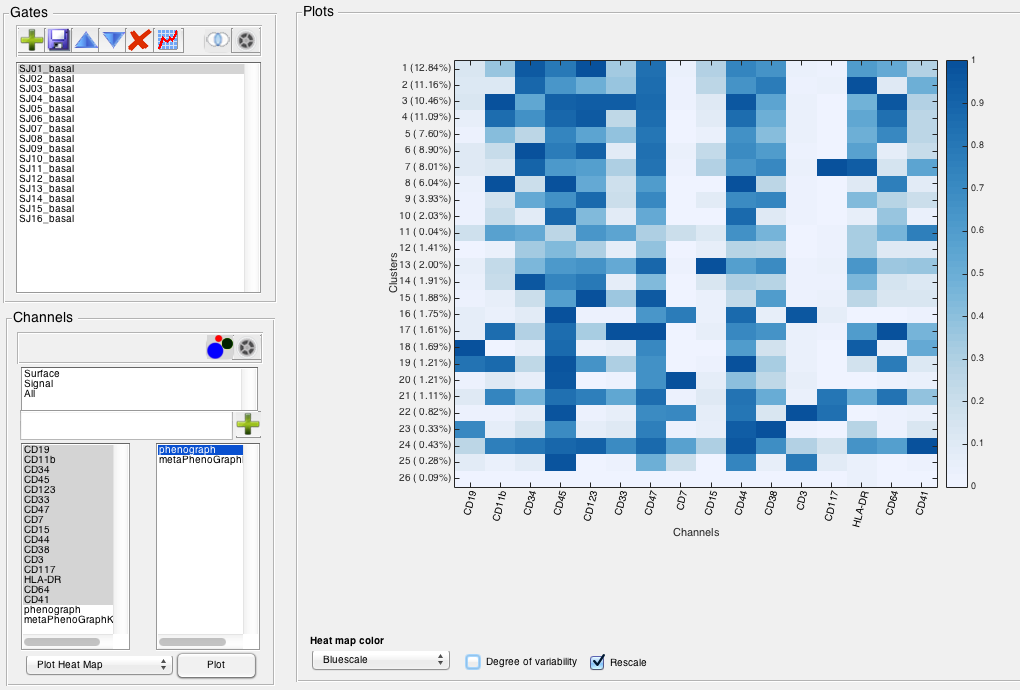 Gates
SJ01_basal
SJ02_basal
SJ03_basal
SJ04_basal
SJ05_basal
SJ06_basal
SJ07_basal
SJ08_basal
SJ09_basal
SJ10_basal
SJ11_basal
SJ12_basal
SJ13_basal
SJ14_basal
SJ15_basal
SJ16_basal
Channels
Surface
Signal
All
CD19
CD11b
CD34
CD45
CD123
CD33
CD47
CD7
CD15
CD44
CD38
CD3
CD117
HLA-DR
CD64
CD41
phenograph
metaPhenoGraphK
phenograph
metaPhenoGraph
Plot Heat Map
Plot
Plots
Clusters
1 (12.84%)
2 (11.16%)
3 (10.46%)
4 (11.09%)
5 (7.60%)
6 (8.90%)
7 (8.01%)
8 (6.04%)
9 (3.93%)
10 (2.03%)
11 (0.04%)
12 (1.41%)
13 (2.00%)
14 (1.91%)
15 (1.88%)
16 (1.75%)
17 (1.61%)
18 (1.69%)
19 (1.21%)
20 (1.21%)
21 (1.11%)
22 (0.82%)
23 (0.33%)
24 (0.43%)
25 (0.28%)
26 (0.09%)
CD19 CD11b CD34 CD45 CD123 CD33 CD47 CD7 CD15 CD44 CD38 CD3 CD117 HLA-DR CD64 CD41
Channels
1
0.9
0.8
0.7
0.6
0.5
0.4
0.3
0.2
0.1
0
Heat map color
Bluescale
Degree of variability
Rescale